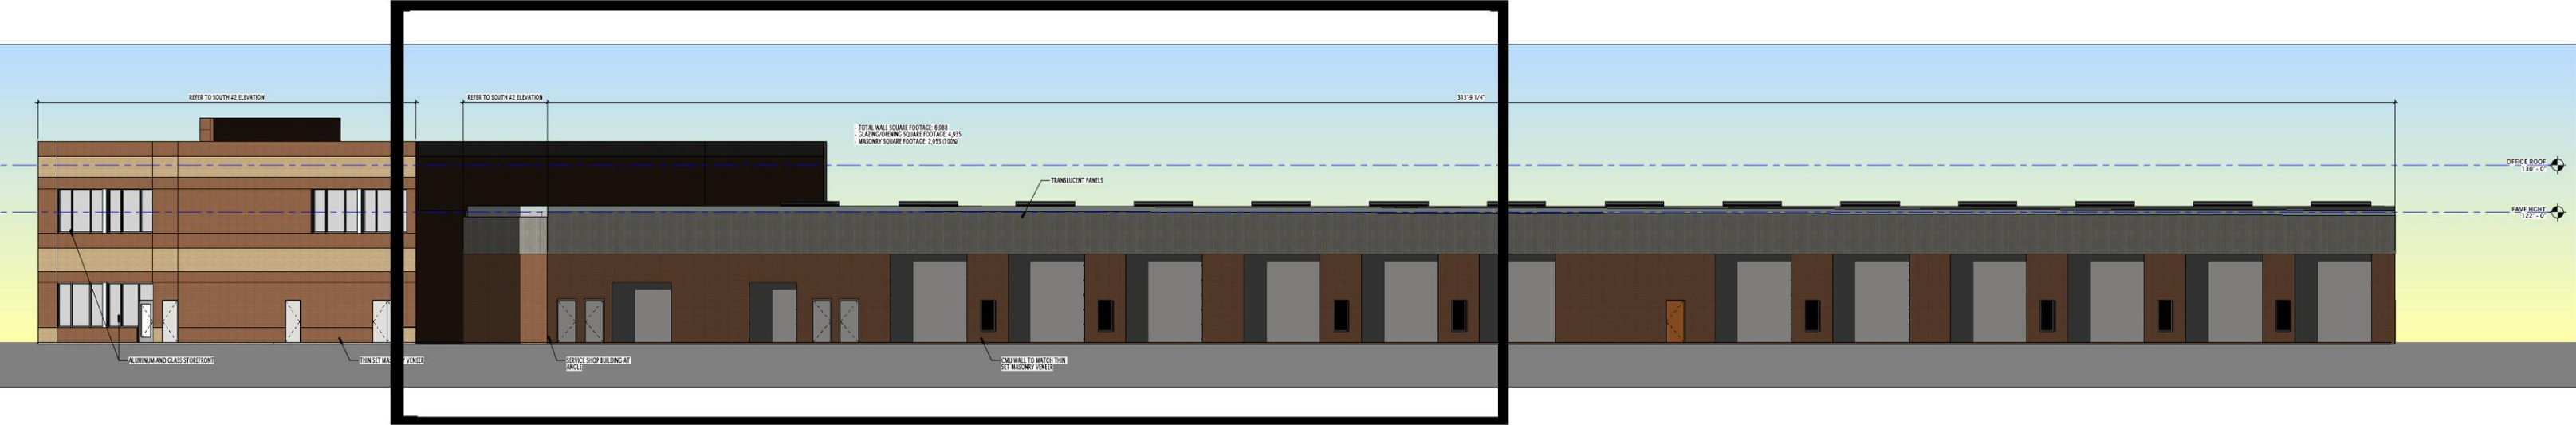 REFER TO SOUTH #2 ELEVATION
REFER TO SOUTH #2 ELEVATION
313'-9 1/4"
- TOTAL WALL SQUARE FOOTAGE: 6,988
- GLAZING/OPENING SQUARE FOOTAGE: 4,935
- MASONRY SQUARE FOOTAGE: 2,053 (100%)
OFFICE ROOF
130' - 0"
TRANSLUCENT PANELS
EAVE HGHT
122' - 0"
ALUMINUM AND GLASS STOREFRONT
THIN SET MAS VENEER
SERVICE SHOP BUILDING AT
ANGLE
CMU WALL TO MATCH THIN
SET MASONRY VENEER